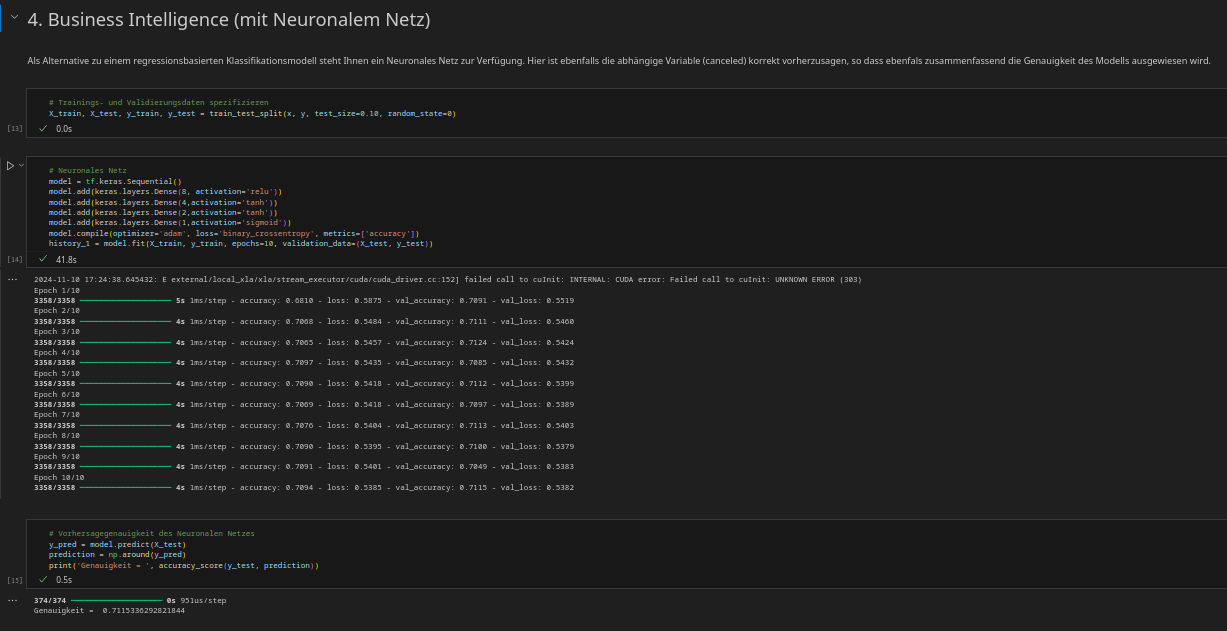 4. Business Intelligence (mit Neuronalem Netz)
Als Alternative zu einem regressionsbasierten Klassifikationsmodell steht Ihnen ein Neuronales Netz zur Verfügung. Hier ist ebenfalls die abhängige Variable (canceled) korrekt vorherzusagen, so dass ebenfals zusammenfassend die Genauigkeit des Modells ausgewiesen wird.
# Trainings- und Validierungsdaten spezifizieren
X_train, X_test, y_train, y_test = train_test_split(x, y, test_size=0.10, random_state=0)
[13] 0.0s
# Neuronales Netz
model = tf.keras.Sequential()
model.add(keras.layers.Dense(8, activation='relu'))
model.add(keras.layers.Dense(4,activation='tanh'))
model.add(keras.layers.Dense(2,activation='tanh'))
model.add(keras.layers.Dense(1,activation='sigmoid'))
model.compile(optimizer='adam', loss='binary_crossentropy', metrics=['accuracy'])
history_1 = model.fit(X_train, y_train, epochs=10, validation_data=(X_test, y_test))
[14] 41.8s
2024-11-10 17:24:38.645432: E external/local_xla/xla/stream_executor/cuda/cuda_driver.cc:152] failed call to cuInit: INTERNAL: CUDA error: Failed call to cuInit: UNKNOWN ERROR (303)
Epoch 1/10
3358/3358 5s 1ms/step - accuracy: 0.6810 - loss: 0.5875 - val_accuracy: 0.7091 - val_loss: 0.5519
Epoch 2/10
3358/3358 4s 1ms/step - accuracy: 0.7068 - loss: 0.5484 - val_accuracy: 0.7111 - val_loss: 0.5460
Epoch 3/10
3358/3358 4s 1ms/step - accuracy: 0.7065 - loss: 0.5457 - val_accuracy: 0.7124 - val_loss: 0.5424
Epoch 4/10
3358/3358 4s 1ms/step - accuracy: 0.7097 - loss: 0.5435 - val_accuracy: 0.7085 - val_loss: 0.5432
Epoch 5/10
3358/3358 4s 1ms/step - accuracy: 0.7090 - loss: 0.5418 - val_accuracy: 0.7112 - val_loss: 0.5399
Epoch 6/10
3358/3358 4s 1ms/step - accuracy: 0.7069 - loss: 0.5418 - val_accuracy: 0.7097 - val_loss: 0.5389
Epoch 7/10
3358/3358 4s 1ms/step - accuracy: 0.7076 - loss: 0.5404 - val_accuracy: 0.7113 - val_loss: 0.5403
Epoch 8/10
3358/3358 4s 1ms/step - accuracy: 0.7090 - loss: 0.5395 - val_accuracy: 0.7100 - val_loss: 0.5379
Epoch 9/10
3358/3358 4s 1ms/step - accuracy: 0.7091 - loss: 0.5401 - val_accuracy: 0.7049 - val_loss: 0.5383
Epoch 10/10
3358/3358 4s 1ms/step - accuracy: 0.7094 - loss: 0.5385 - val_accuracy: 0.7115 - val_loss: 0.5382
# Vorhersagegenauigkeit des Neuronalen Netzes
y_pred = model.predict(X_test)
prediction = np.around(y_pred)
print('Genauigkeit = ', accuracy_score(y_test, prediction))
[15] 0.5s
374/374 0s 951us/step
Genauigkeit =  0.7115336292821844